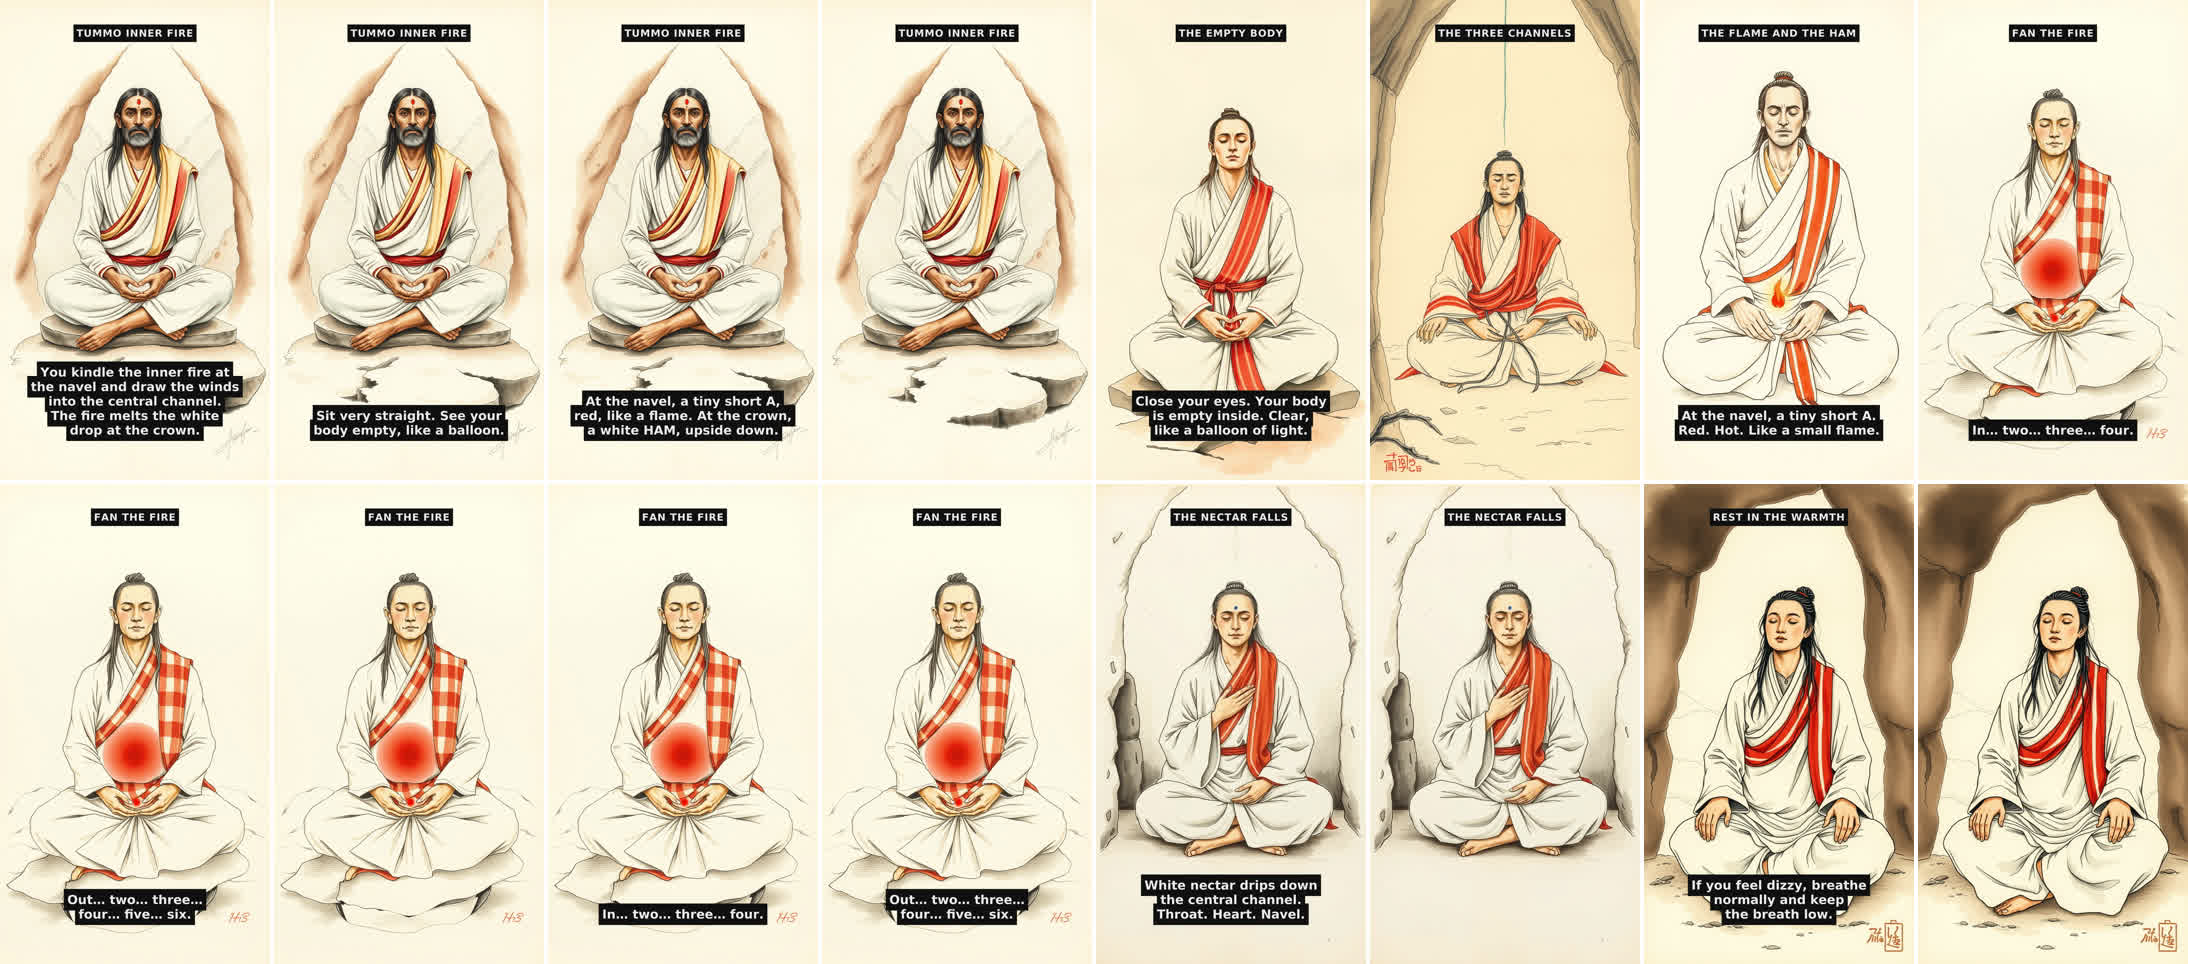 TUMMO INNER FIRE
You kindle the inner fire at
the navel and draw the winds
into the central channel.
The fire melts the white
drop at the crown.
TUMMO INNER FIRE
Sit very straight. See your
body empty, like a balloon.
TUMMO INNER FIRE
At the navel, a tiny short A,
red, like a flame. At the crown,
a white HAM, upside down.
TUMMO INNER FIRE
THE EMPTY BODY
Close your eyes. Your body
is empty inside. Clear,
like a balloon of light.
THE THREE CHANNELS
THE FLAME AND THE HAM
At the navel, a tiny short A.
Red. Hot. Like a small flame.
FAN THE FIRE
In... two... three... four.
FAN THE FIRE
Out... two... three...
four... five... six.
FAN THE FIRE
FAN THE FIRE
In... two... three... four.
FAN THE FIRE
Out... two... three...
four... five... six.
THE NECTAR FALLS
White nectar drips down
the central channel.
Throat. Heart. Navel.
THE NECTAR FALLS
REST IN THE WARMTH
If you feel dizzy, breathe
normally and keep
the breath low.